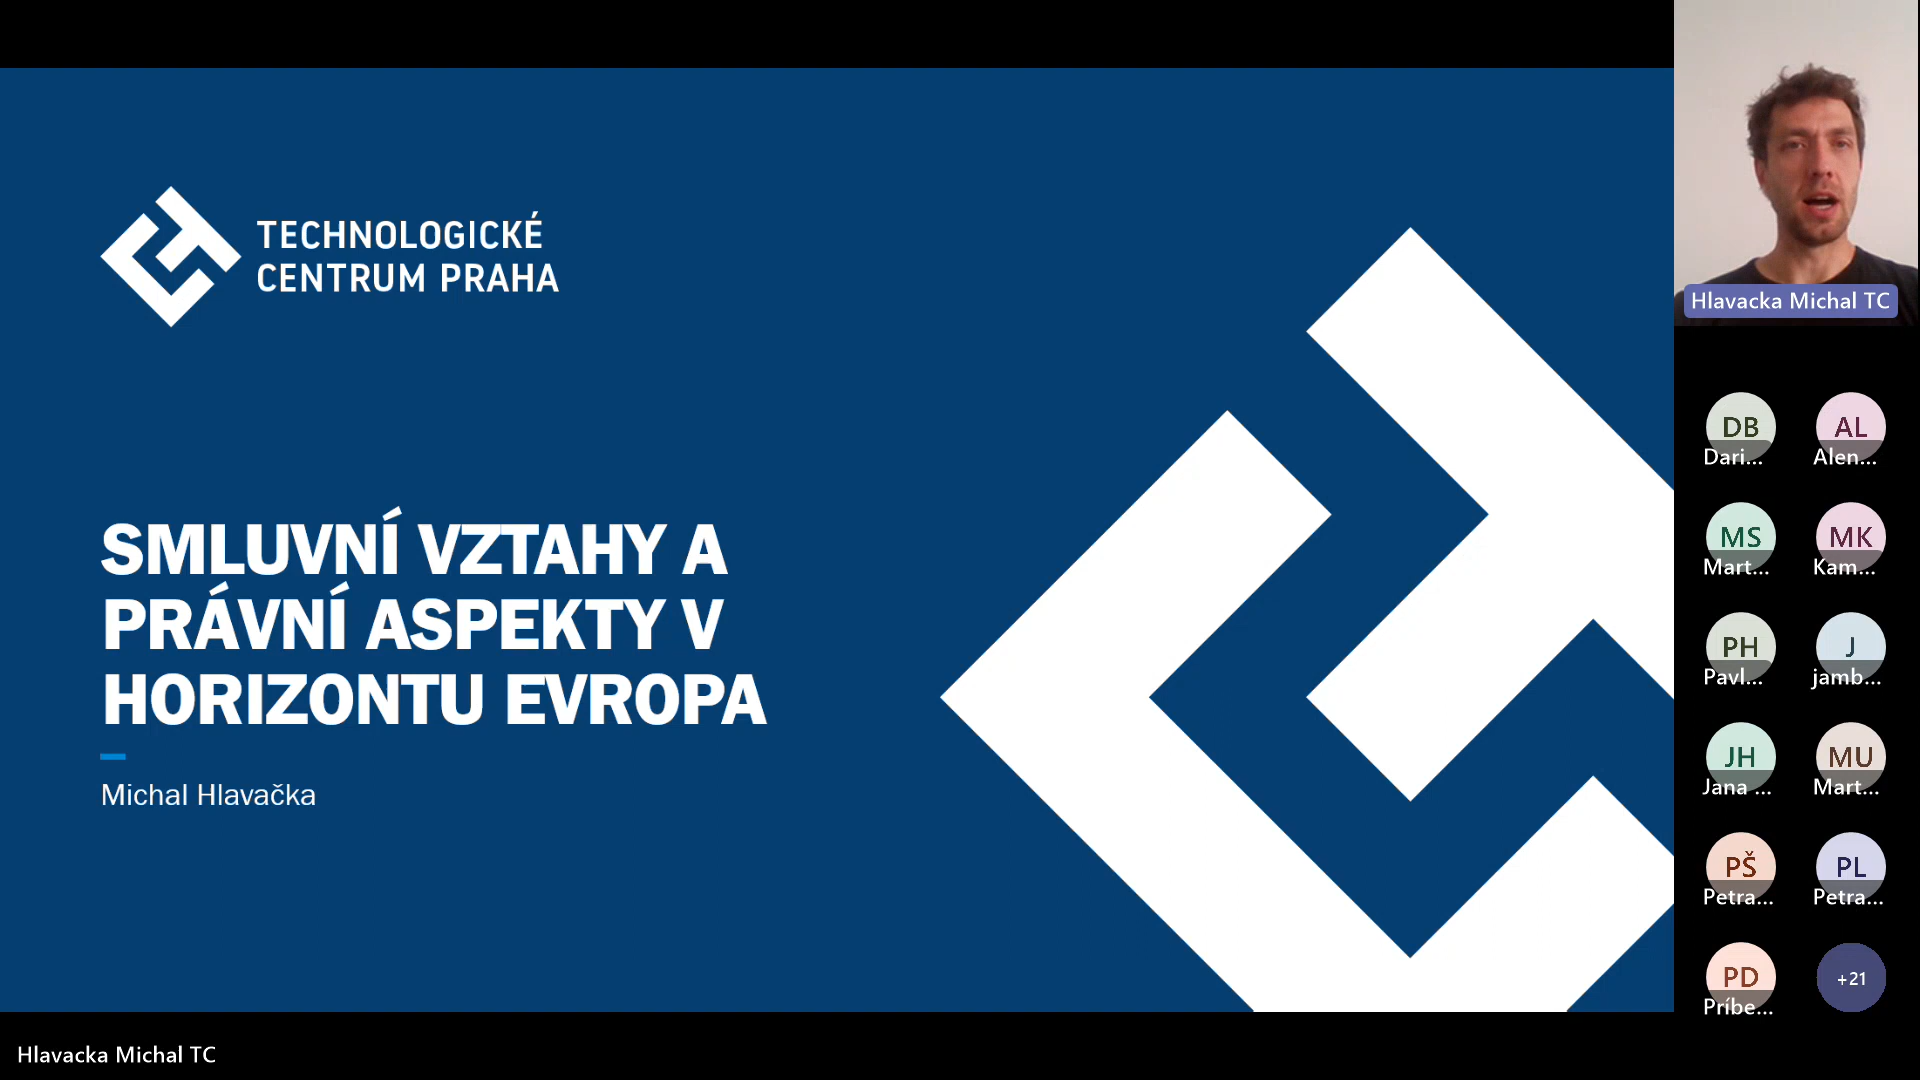 TECHNOLOGICKÉ
CENTRUM PRAHA
SMLUVNÍ VZTAHY A
PRÁVNÍ ASPEKTY V
HORIZONTU EVROPA
Michal Hlavačka
Hlavacka Michal TC
DB
Dari...
AL
Alen...
MS
Mart...
MK
Kam...
PH
Pavl...
J
jamb...
JH
Jana ...
MU
Mart...
PŠ
Petra...
PL
Petra...
PD
Príbe...
+21
Hlavacka Michal TC